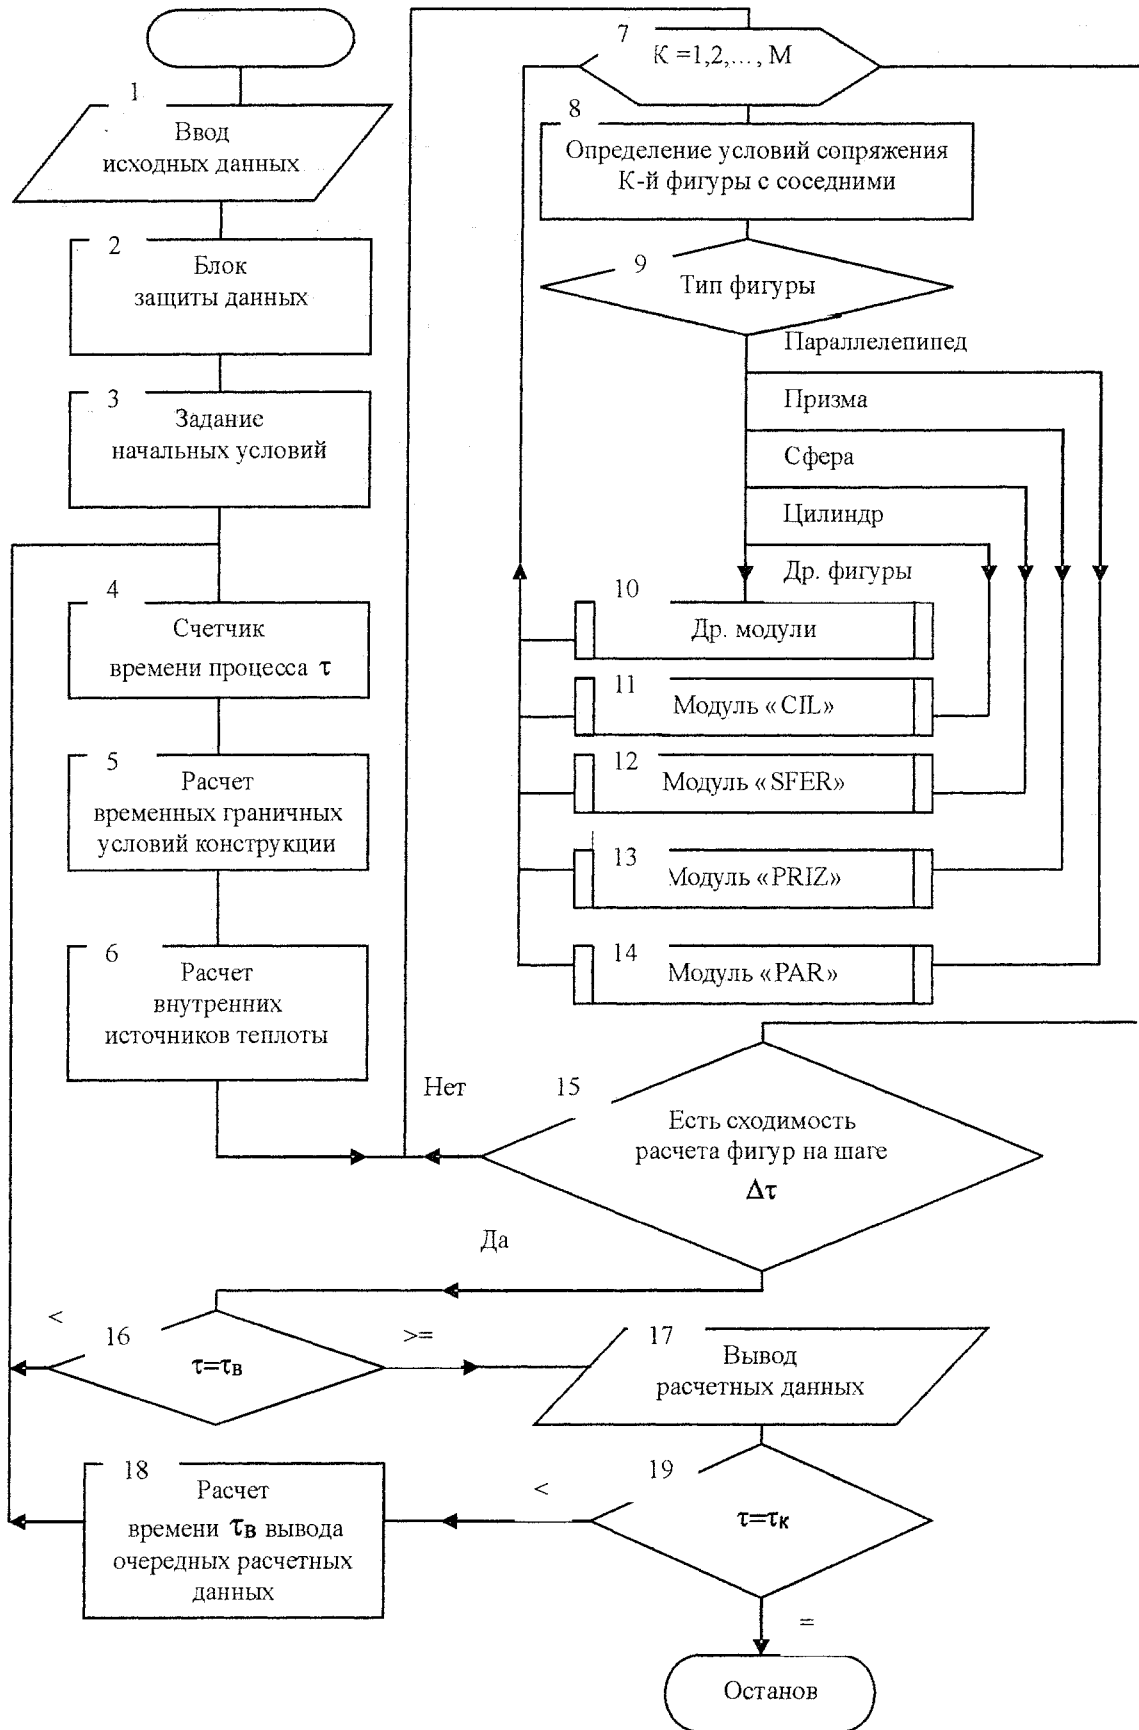 1
Ввод
исходных данных
2
Блок
защиты данных
3
Задание
начальных условий
4
Счетчик
времени процесса τ
5
Расчет
временных граничных
условий конструкции
6
Расчет
внутренних
источников теплоты
7
К =1,2,..., М
8
Определение условий сопряжения
К-й фигуры с соседними
9
Тип фигуры
Параллелепипед
Призма
Сфера
Цилиндр
Др. фигуры
10
Др. модули
11
Модуль «CIL»
12
Модуль «SFER»
13
Модуль «PRIZ»
14
Модуль «PAR»
Нет
15
Есть сходимость
расчета фигур на шаге
Δτ
Да
<
16
>=
τ=τв
17
Вывод
расчетных данных
18
Расчет
времени τв вывода
очередных расчетных
данных
<
19
τ=τк
=
Останов